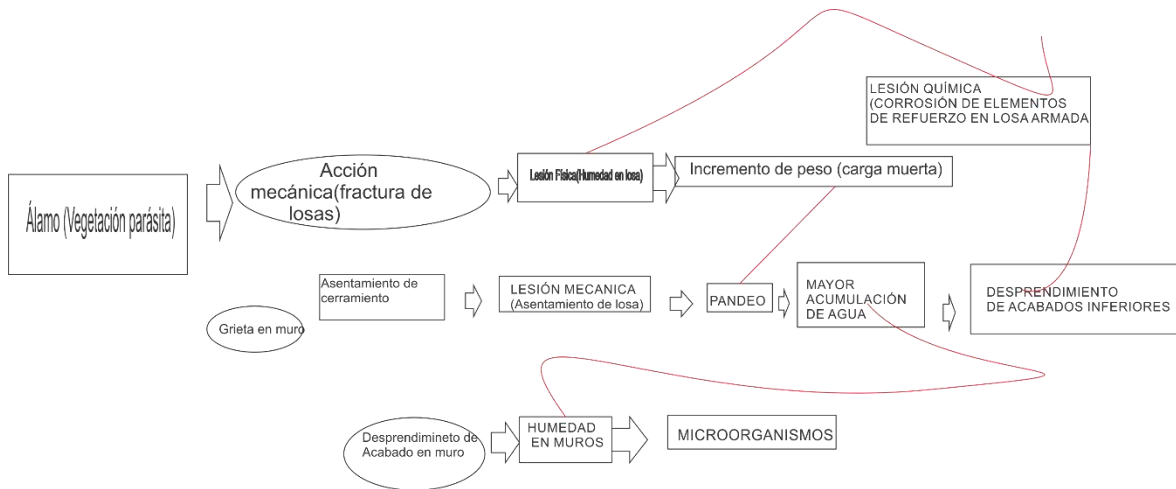 LESIÓN QUÍMICA
(CORROSIÓN DE ELEMENTOS
DE REFUERZO EN LOSA ARMADA
Álamo (Vegetación parásita)
Acción
mecánica(fractura de
losas)
Lesión Física(Humedad en losa)
Incremento de peso (carga muerta)
Grieta en muro
Asentamiento de
cerramiento
LESIÓN MECANICA
(Asentamiento de losa)
PANDEO
MAYOR
ACUMULACIÓN
DE AGUA
DESPRENDIMIENTO
DE ACABADOS INFERIORES
Desprendimineto de
Acabado en muro
HUMEDAD
EN MUROS
MICROORGANISMOS